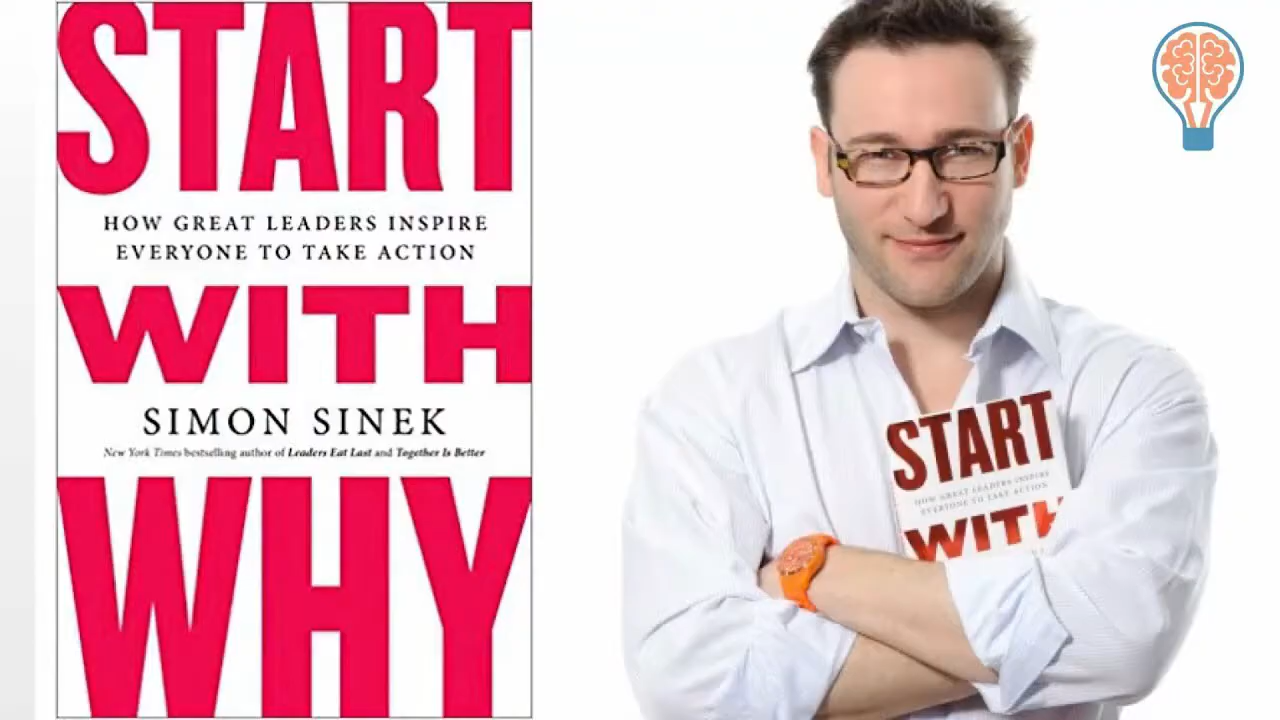 START
HOW GREAT LEADERS INSPIRE
EVERYONE TO TAKE ACTION
WITH
SIMON SINEK
New York Times bestselling author of Leaders Eat Last and Together Is Better
WHY
START
HOW GREAT LEADERS INSPIRE
EVERYONE TO TAKE ACTION
WITH